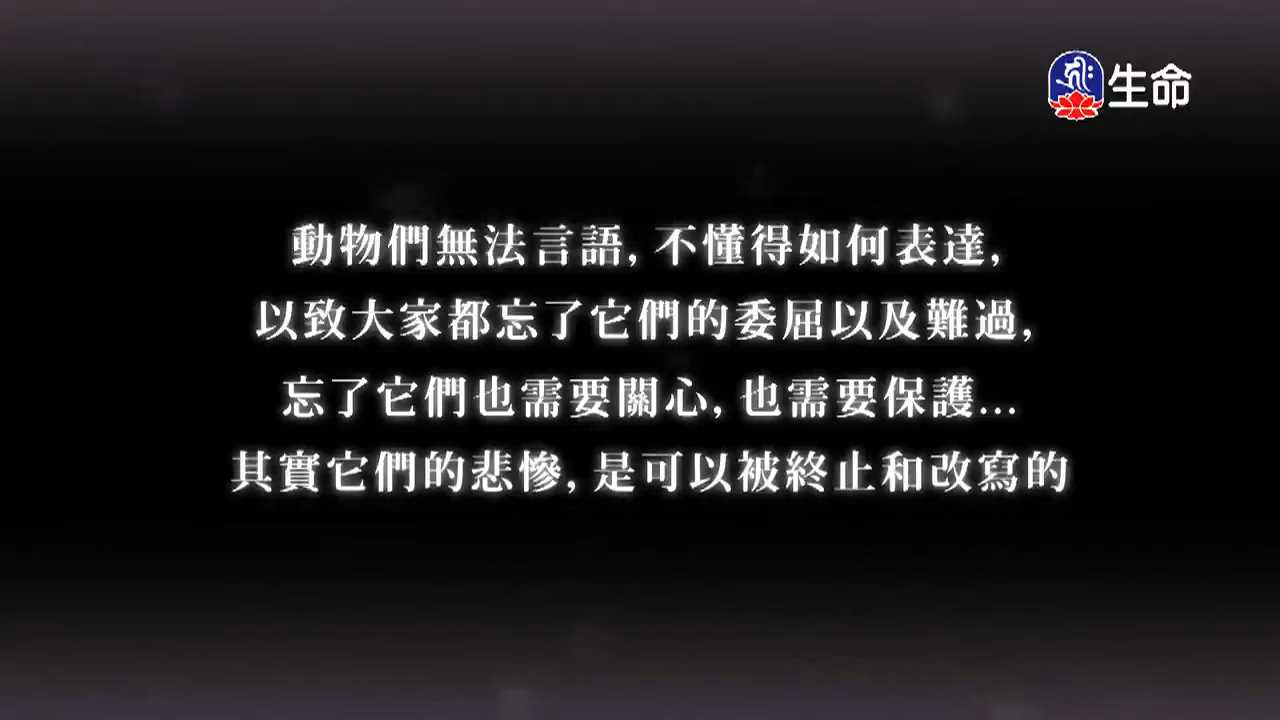 生命
動物們無法言語, 不懂得如何表達,
以致大家都忘了它們的委屈以及難過,
忘了它們也需要關心, 也需要保護...
其實它們的悲慘, 是可以被終止和改寫的